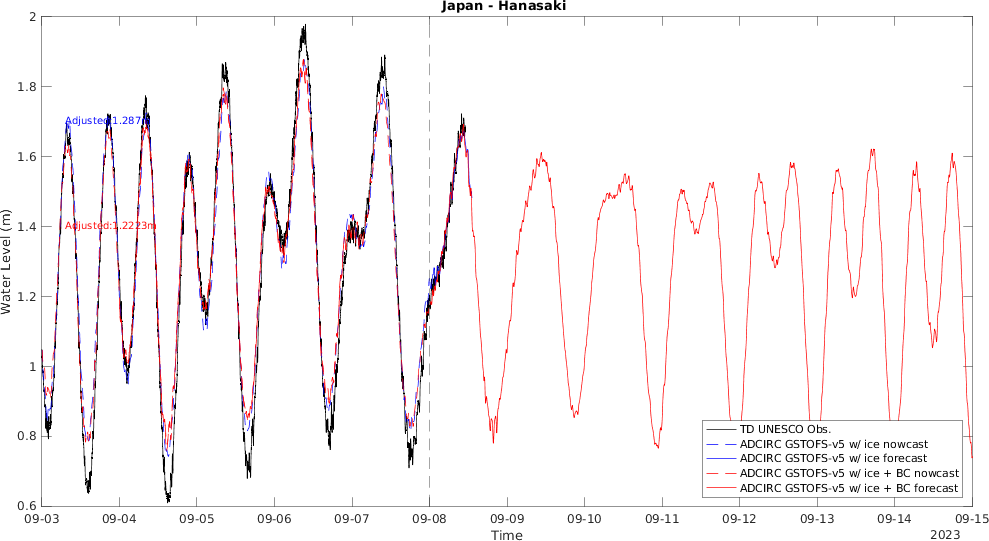 Japan - Hanasaki
2
1.8
1.6
1.4
1.2
1
0.8
0.6
Water Level (m)
Adjusted:1.287m
Adjusted:1.2223m
TD UNESCO Obs.
ADCIRC GSTOFS-v5 w/ ice nowcast
ADCIRC GSTOFS-v5 w/ ice forecast
ADCIRC GSTOFS-v5 w/ ice + BC nowcast
ADCIRC GSTOFS-v5 w/ ice + BC forecast
09-03 09-04 09-05 09-06 09-07 09-08 09-09 09-10 09-11 09-12 09-13 09-14 09-15
Time
2023